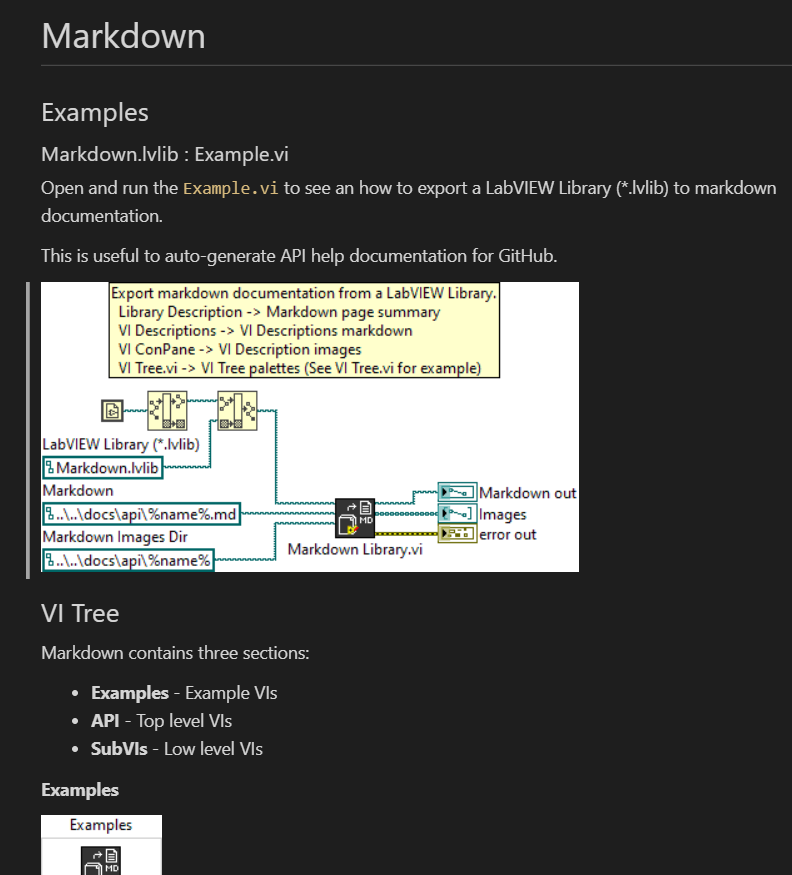 Markdown
Examples
Markdown.lvlib : Example.vi
Open and run the Example.vi to see an how to export a LabVIEW Library (*.lvlib) to markdown
documentation.
This is useful to auto-generate API help documentation for GitHub.
Export markdown documentation from a LabVIEW Library.
Library Description -> Markdown page summary
VI Descriptions -> VI Descriptions markdown
VI ConPane -> VI Description images
VI Tree.vi -> VI Tree palettes (See VI Tree.vi for example)
LabVIEW Library (*.lvlib)
Markdown.lvlib
Markdown
..\..\docs\api\%name%.md
Markdown Images Dir
..\..\docs\api\%name%
MD
Markdown Library.vi
Markdown out
Images
error out
VI Tree
Markdown contains three sections:
• Examples - Example VIs
• API - Top level VIs
• SubVIs - Low level VIs
Examples
Examples
MD